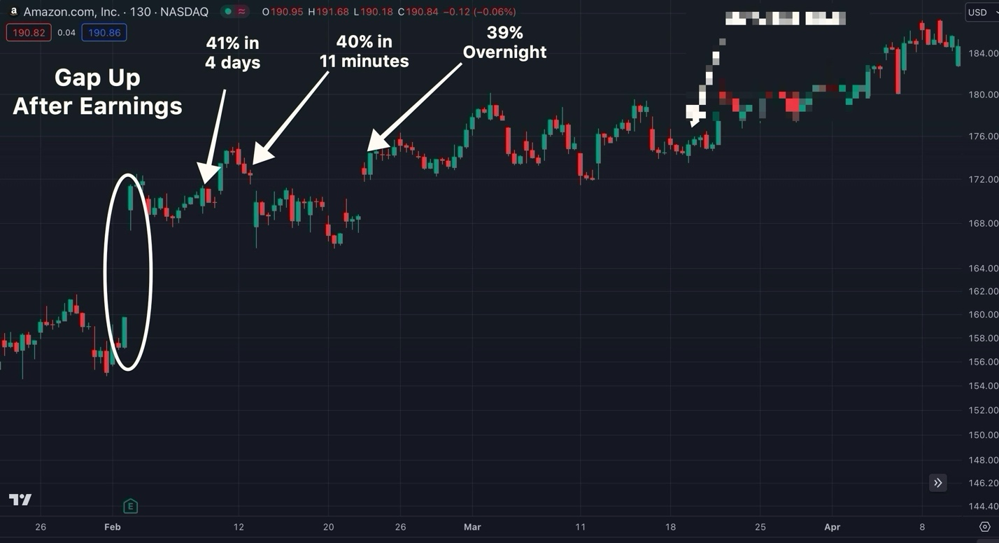 Amazon.com, Inc. · 130 · NASDAQ O190.95 H191.68 L190.18 C190.84 −0.12 (−0.06%)
USD
190.82 0.04 190.86
Gap Up
After Earnings
41% in
4 days
40% in
11 minutes
39%
Overnight
184.00
180.00
176.00
172.00
168.00
164.00
162.00
160.00
158.00
156.00
154.00
152.00
150.00
148.00
146.20
144.40
E
26 Feb 12 20 26 Mar 11 18 25 Apr 8